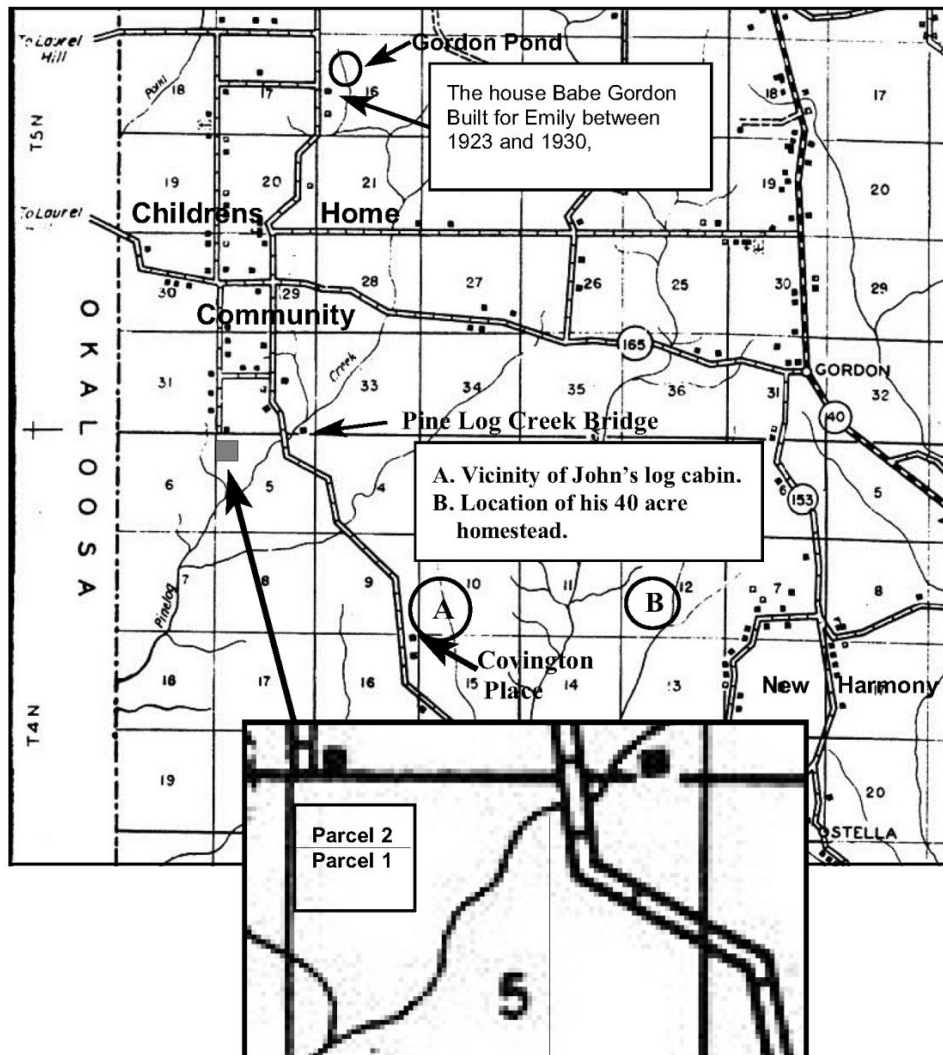 To Laurel
Hill
Gordon Pond
The house Babe Gordon
Built for Emily between
1923 and 1930,
18
17
16
18
17
T5N
19
20
21
19
20
To Laurel
Childrens Home
30
29
28
27
26
25
30
29
Community
OKALOOSA
165
GORDON
31
33
34
35
36
31
32
Creek
140
Pine Log Creek Bridge
A. Vicinity of John's log cabin.
B. Location of his 40 acre
homestead.
6
5
4
6
5
153
Pinelog
7
8
9
10
11
12
7
8
A
B
Covington
Place
18
17
16
15
14
13
New Harmony
T4N
19
20
STELLA
Parcel 2
Parcel 1
5